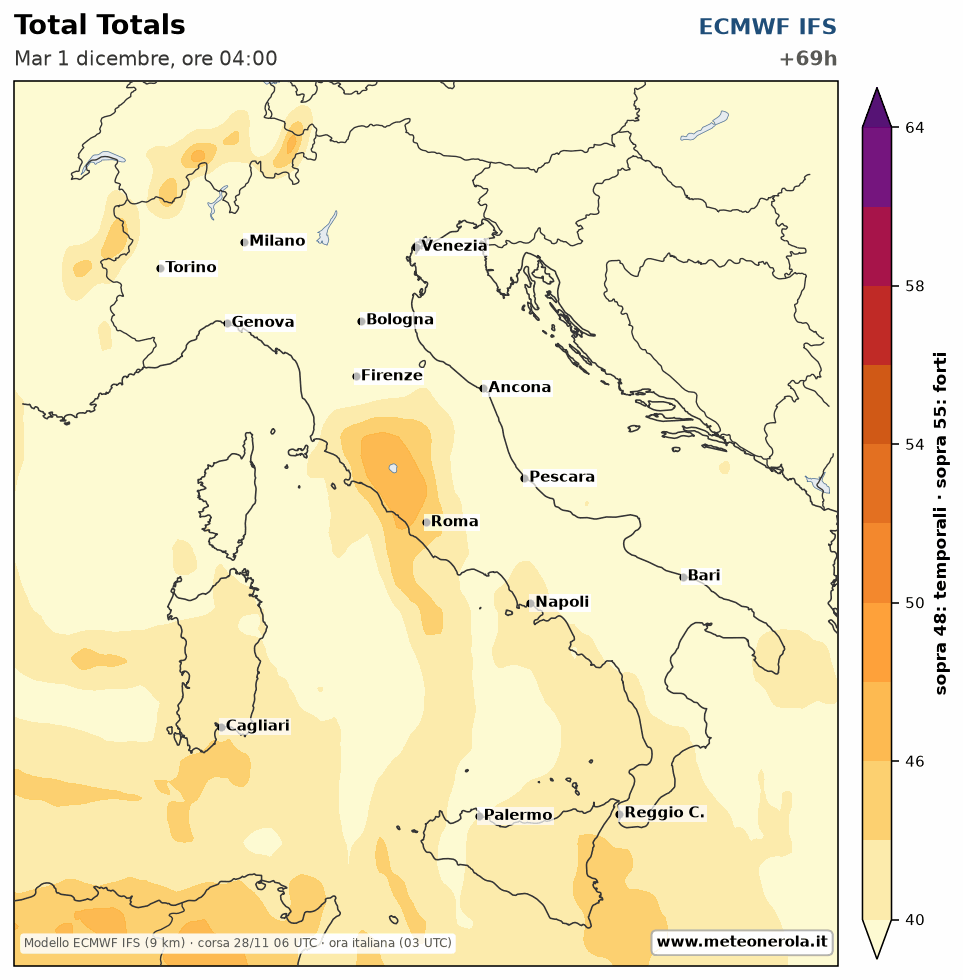 Total Totals
ECMWF IFS
Mar 1 dicembre, ore 04:00
+69h
Milano
Venezia
Torino
Genova
Bologna
Firenze
Ancona
Pescara
Roma
Bari
Napoli
Cagliari
Palermo
Reggio C.
64
58
54
50
46
40
sopra 48: temporali · sopra 55: forti
Modello ECMWF IFS (9 km) · corsa 28/11 06 UTC · ora italiana (03 UTC)
www.meteonerola.it